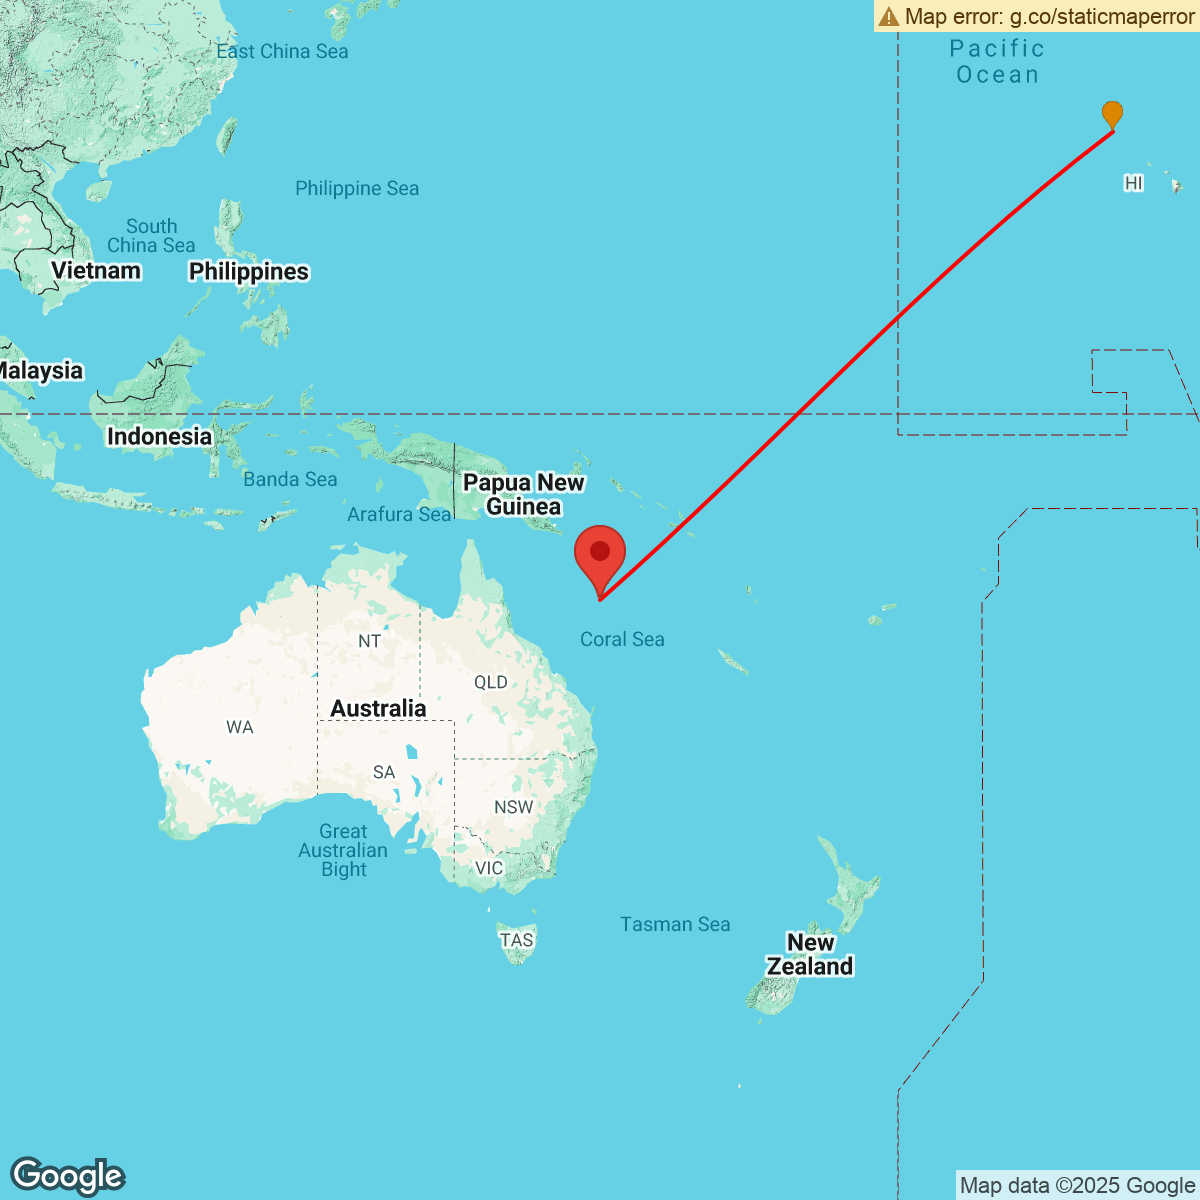 Map error: g.co/staticmaperror
East China Sea
Pacific
Ocean
Philippine Sea
HI
South
China Sea
Vietnam
Philippines
Malaysia
Indonesia
Banda Sea
Papua New
Guinea
Arafura Sea
Coral Sea
NT
QLD
Australia
WA
SA
NSW
Great
Australian
Bight
VIC
Tasman Sea
TAS
New
Zealand
Google
Map data ©2025 Google